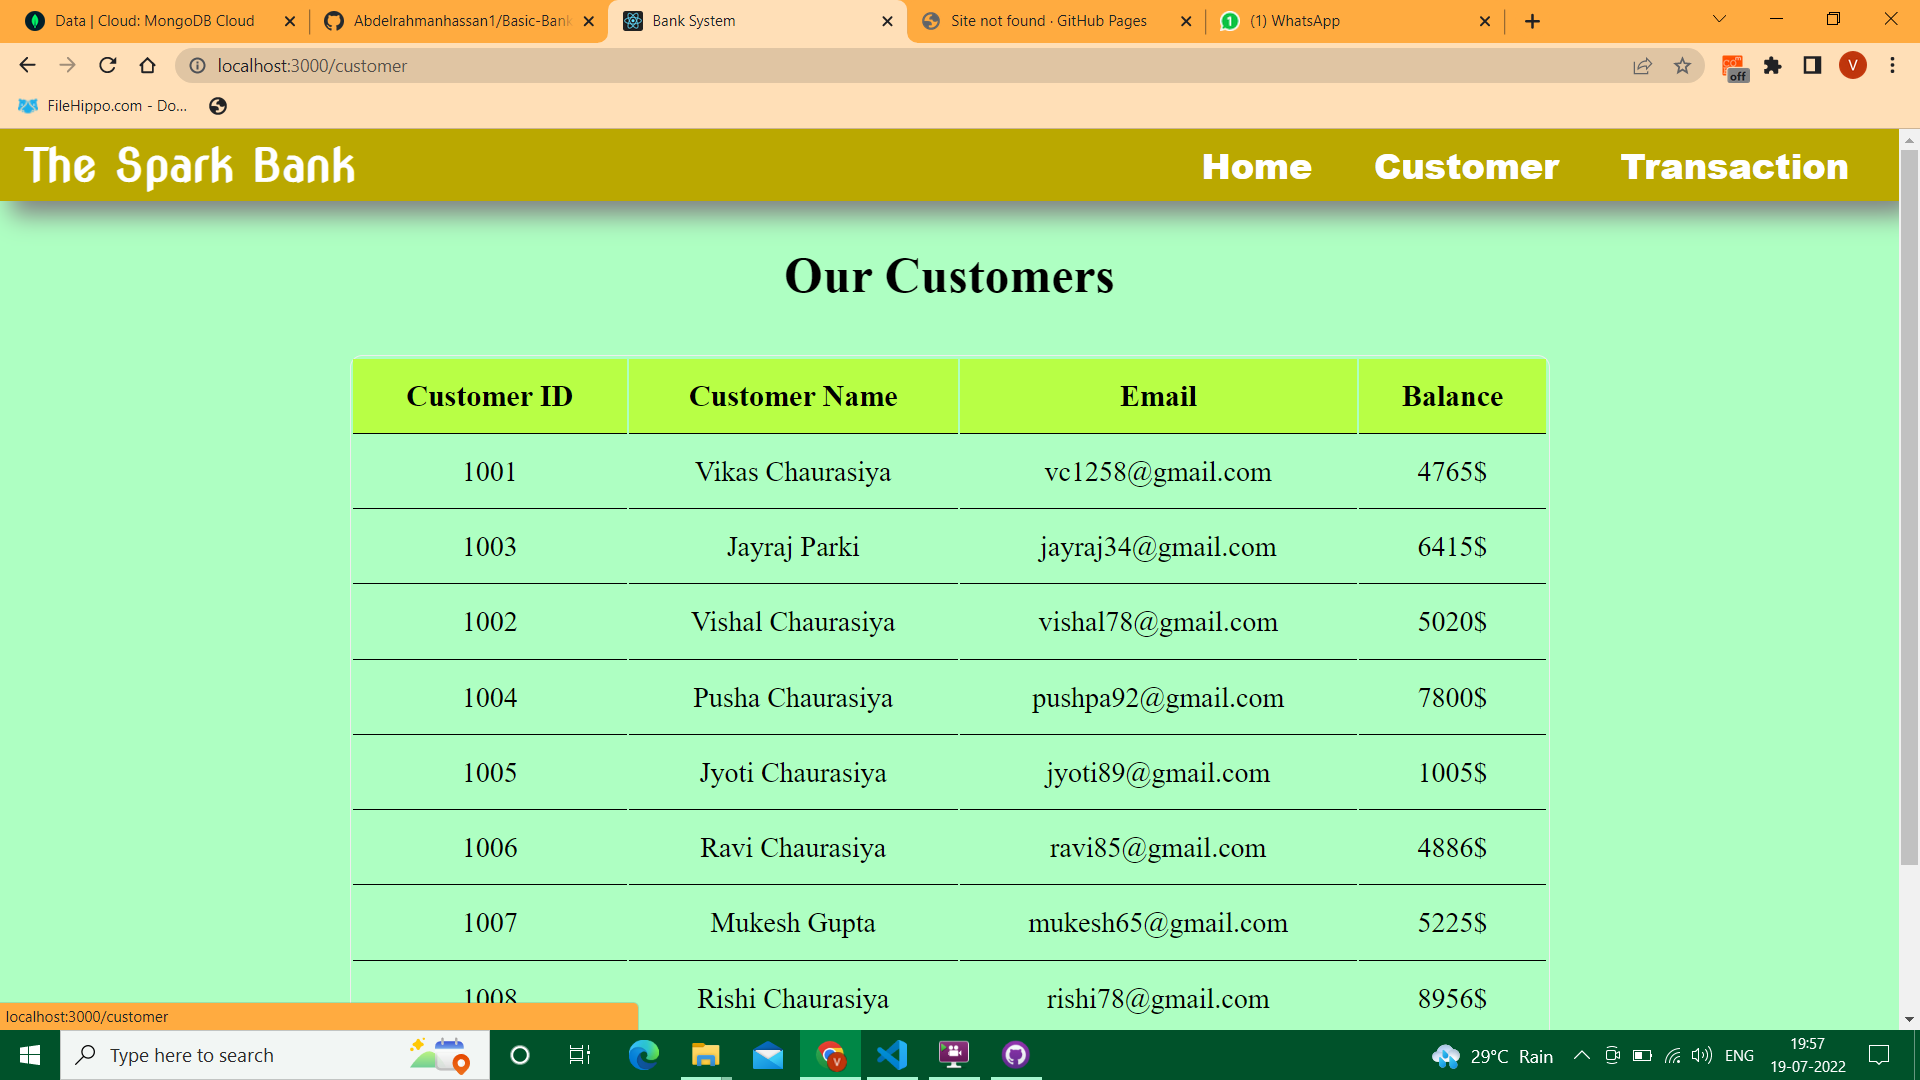 Data | Cloud: MongoDB Cloud
Abdelrahmanhassan1/Basic-Bank
Bank System
Site not found · GitHub Pages
(1) WhatsApp
localhost:3000/customer
off
V
FileHippo.com - Do...
The Spark Bank
Home Customer Transaction
Our Customers
Customer ID Customer Name Email Balance
1001 Vikas Chaurasiya vc1258@gmail.com 4765$
1003 Jayraj Parki jayraj34@gmail.com 6415$
1002 Vishal Chaurasiya vishal78@gmail.com 5020$
1004 Pusha Chaurasiya pushpa92@gmail.com 7800$
1005 Jyoti Chaurasiya jyoti89@gmail.com 1005$
1006 Ravi Chaurasiya ravi85@gmail.com 4886$
1007 Mukesh Gupta mukesh65@gmail.com 5225$
1008 Rishi Chaurasiya rishi78@gmail.com 8956$
localhost:3000/customer
Type here to search
29°C Rain
ENG
19:57
19-07-2022